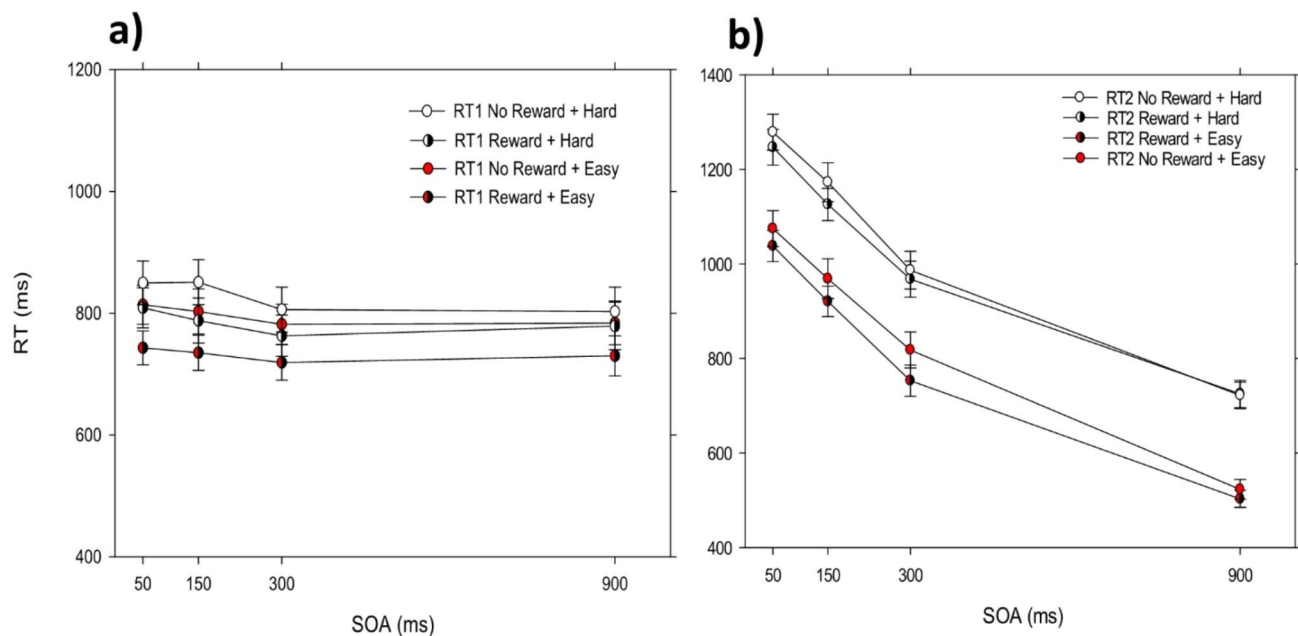 a)
1200
1000
800
600
400
RT (ms)
RT1 No Reward + Hard
RT1 Reward + Hard
RT1 No Reward + Easy
RT1 Reward + Easy
50 150 300 900
SOA (ms)
b)
1400
1200
1000
800
600
400
RT2 No Reward + Hard
RT2 Reward + Hard
RT2 Reward + Easy
RT2 No Reward + Easy
50 150 300 900
SOA (ms)